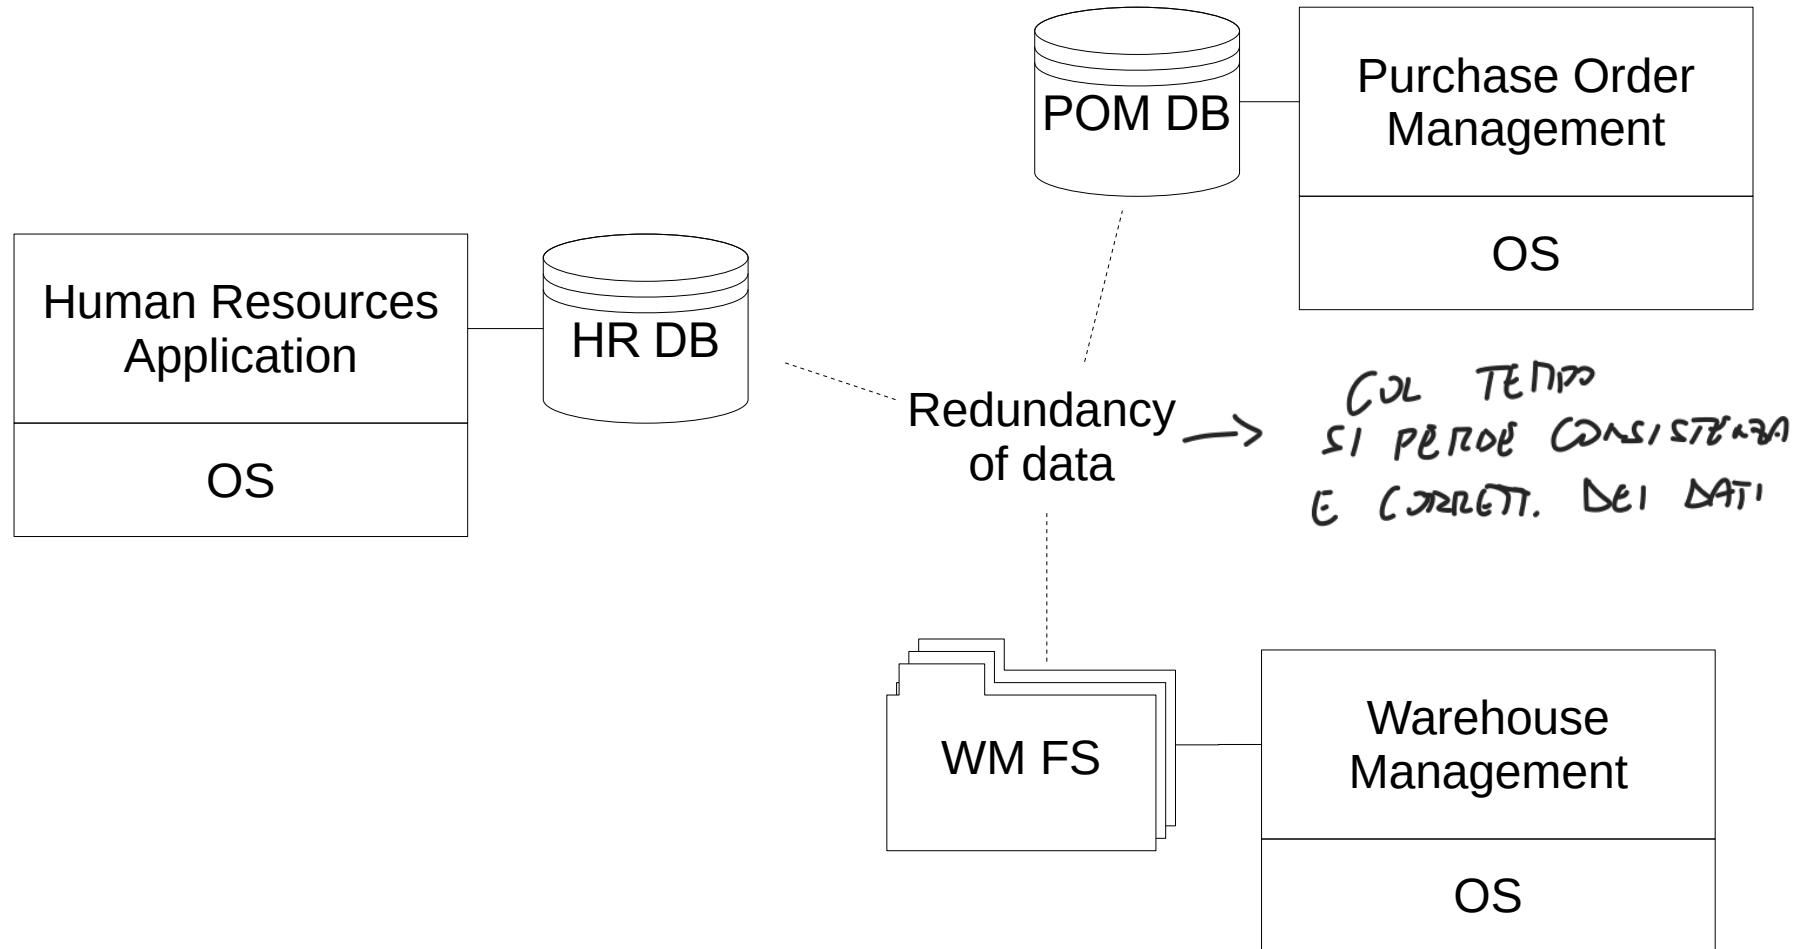 POM DB
Purchase Order
Management
OS
Human Resources
Application
OS
HR DB
Redundancy
of data
COL TEMPO
SI PERDE CONSISTENZA
E CORRETT. DEI DATI
WM FS
Warehouse
Management
OS